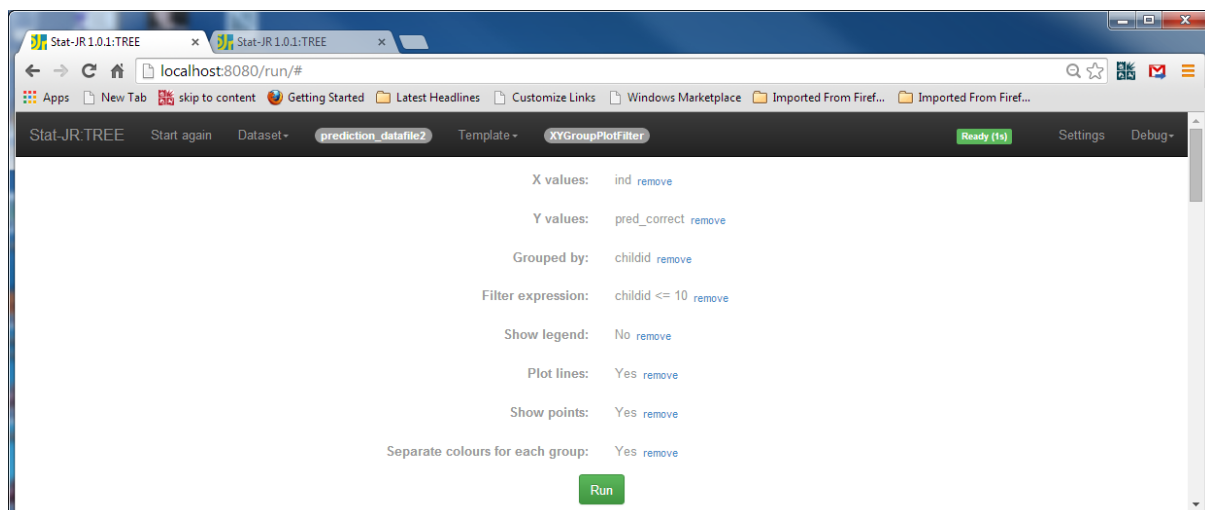 Stat-JR 1.0.1:TREE Stat-JR 1.0.1:TREE
localhost:8080/run/#
Apps New Tab skip to content Getting Started Latest Headlines Customize Links Windows Marketplace Imported From Firef... Imported From Firef...
Stat-JR:TREE Start again Dataset prediction_datafile2 Template XYGroupPlotFilter Ready (1s) Settings Debug
X values: ind remove
Y values: pred_correct remove
Grouped by: childid remove
Filter expression: childid <= 10 remove
Show legend: No remove
Plot lines: Yes remove
Show points: Yes remove
Separate colours for each group: Yes remove
Run